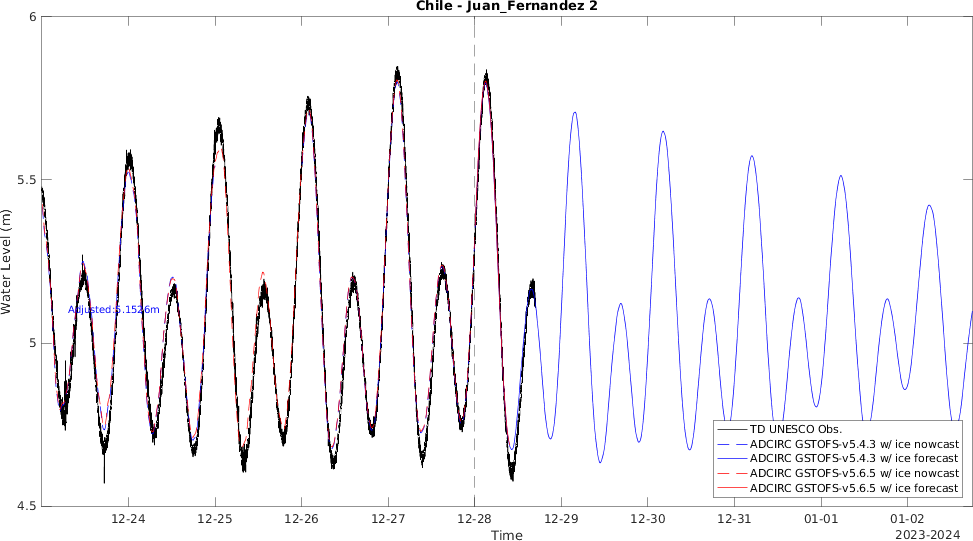 Chile - Juan_Fernandez 2
6
5.5
5
4.5
Water Level (m)
Adjusted:5.1526m
TD UNESCO Obs.
ADCIRC GSTOFS-v5.4.3 w/ ice nowcast
ADCIRC GSTOFS-v5.4.3 w/ ice forecast
ADCIRC GSTOFS-v5.6.5 w/ ice nowcast
ADCIRC GSTOFS-v5.6.5 w/ ice forecast
12-24 12-25 12-26 12-27 12-28 12-29 12-30 12-31 01-01 01-02
Time
2023-2024